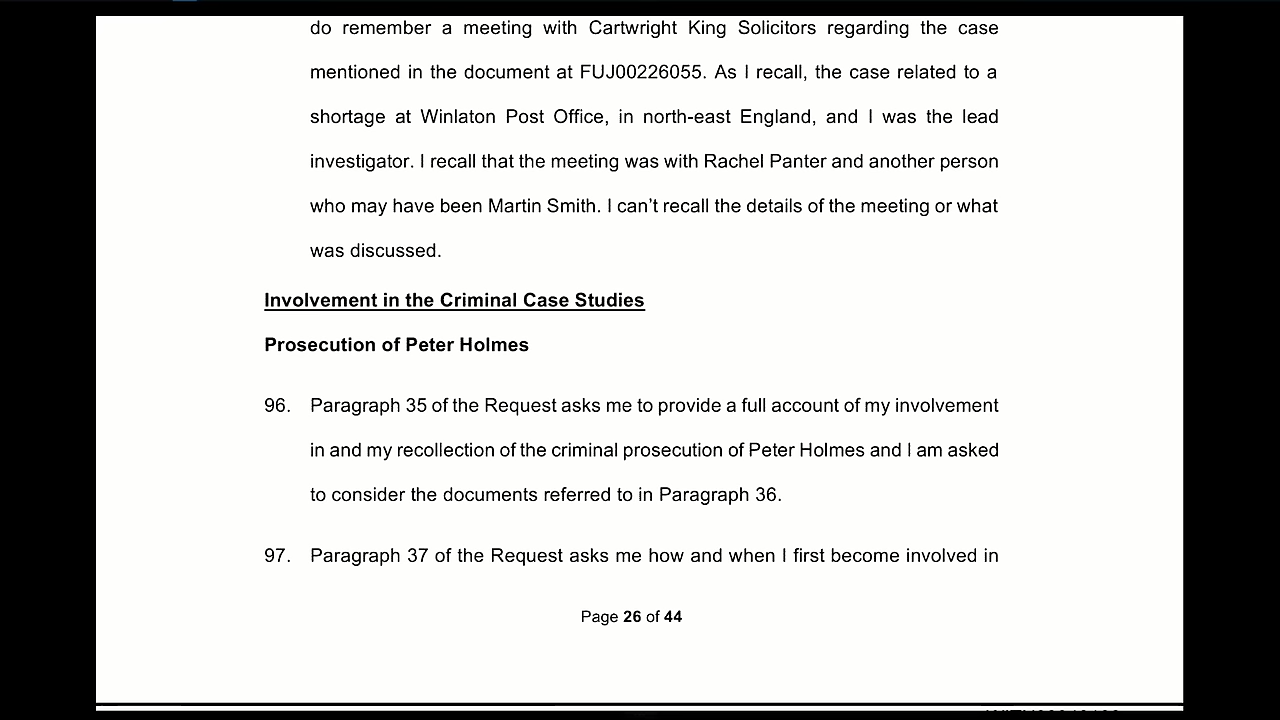 do remember a meeting with Cartwright King Solicitors regarding the case
mentioned in the document at FUJ00226055. As I recall, the case related to a
shortage at Winlaton Post Office, in north-east England, and I was the lead
investigator. I recall that the meeting was with Rachel Panter and another person
who may have been Martin Smith. I can’t recall the details of the meeting or what
was discussed.
Involvement in the Criminal Case Studies
Prosecution of Peter Holmes
96. Paragraph 35 of the Request asks me to provide a full account of my involvement
in and my recollection of the criminal prosecution of Peter Holmes and I am asked
to consider the documents referred to in Paragraph 36.
97. Paragraph 37 of the Request asks me how and when I first become involved in
Page 26 of 44